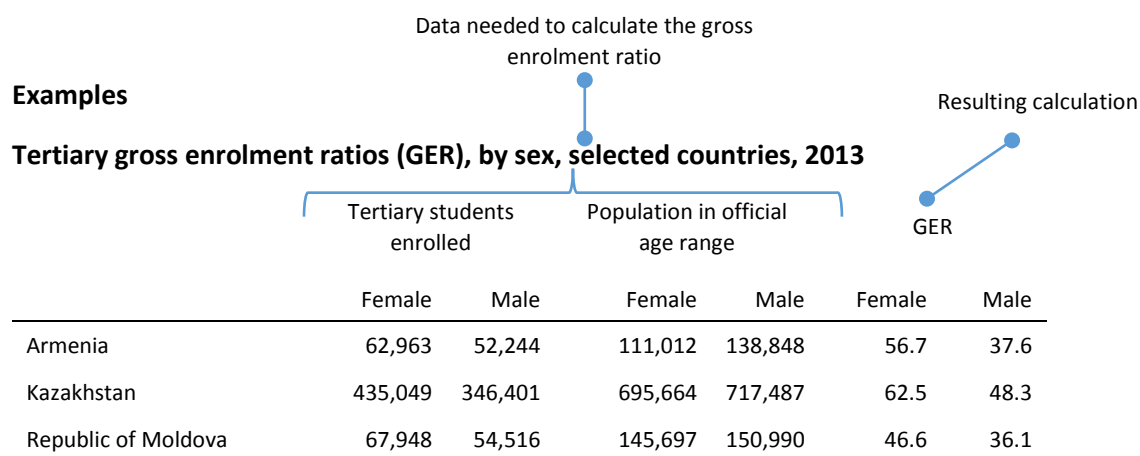 Data needed to calculate the gross
enrolment ratio
Examples
Resulting calculation
Tertiary gross enrolment ratios (GER), by sex, selected countries, 2013
Tertiary students enrolled
Population in official age range
GER
Female Male Female Male Female Male
Armenia 62,963 52,244 111,012 138,848 56.7 37.6
Kazakhstan 435,049 346,401 695,664 717,487 62.5 48.3
Republic of Moldova 67,948 54,516 145,697 150,990 46.6 36.1